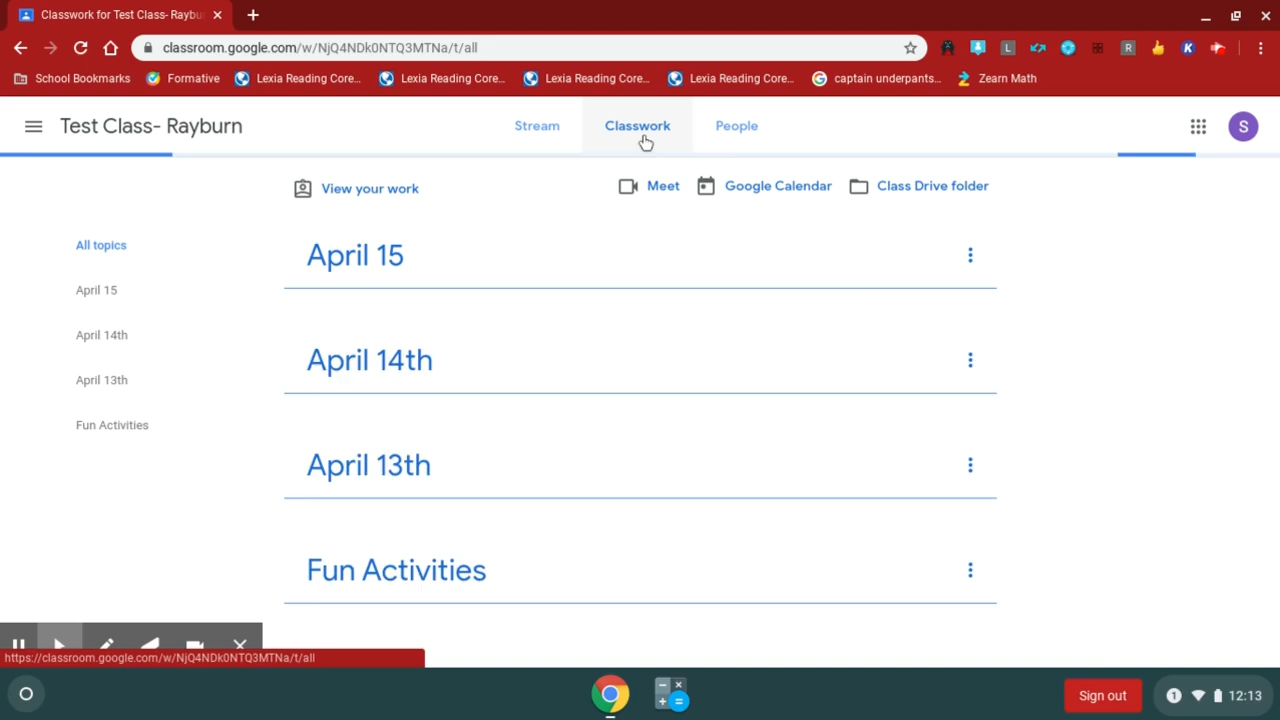 Classwork for Test Class- Raybu
classroom.google.com/w/NjQ4NDk0NTQ3MTNa/t/all
L
R
K
School Bookmarks
Formative
Lexia Reading Core...
Lexia Reading Core...
Lexia Reading Core...
Lexia Reading Core...
captain underpants...
Zearn Math
Test Class- Rayburn
Stream
Classwork
People
S
View your work
Meet
Google Calendar
Class Drive folder
All topics
April 15
April 14th
April 13th
Fun Activities
April 15
April 14th
April 13th
Fun Activities
https://classroom.google.com/w/NjQ4NDk0NTQ3MTNa/t/all
Sign out
1
12:13